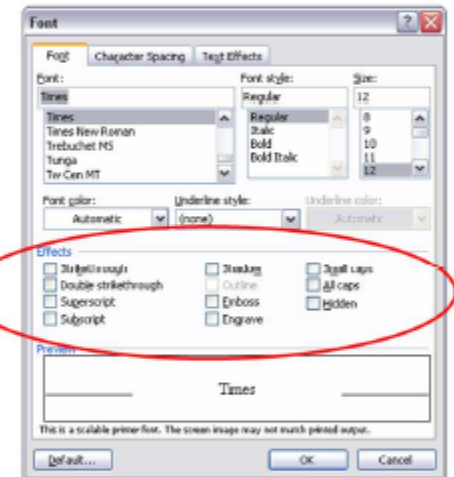 Font
Font Character Spacing Text Effects
Font: Font style: Size:
Times Regular 12
Times Regular 8
Times New Roman Italic 9
Trebuchet MS Bold 10
Tunga Bold Italic 11
Tw Cen MT 12
Font color: Underline style: Underline color:
Automatic (none) Automatic
Effects
Strikethrough Shadow Small caps
Double strikethrough Outline All caps
Superscript Emboss Hidden
Subscript Engrave
Preview
Times
This is a scalable printer font. The screen image may not match printed output.
Default... OK Cancel